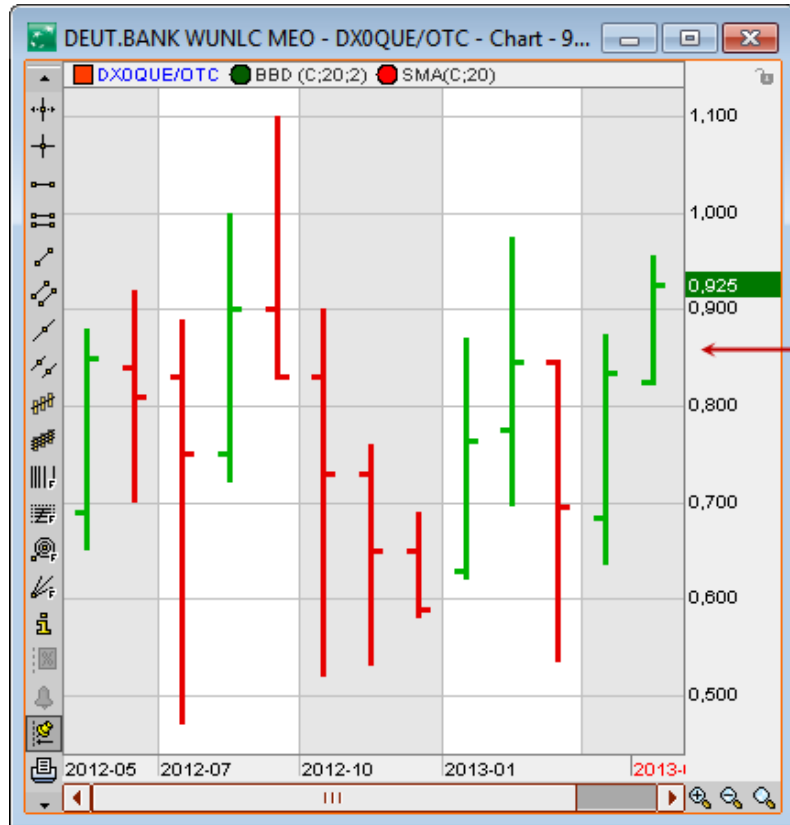 DEUT.BANK WUNLC MEO - DX0QUE/OTC - Chart - 9...
DX0QUE/OTC BBD (C;20;2) SMA(C;20)
1,100
1,000
0,925
0,900
0,800
0,700
0,600
0,500
2012-05 2012-07 2012-10 2013-01 2013-